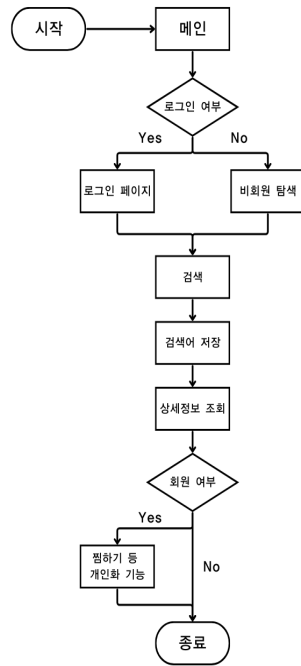 시작
메인
로그인 여부
Yes
No
로그인 페이지
비회원 탐색
검색
검색어 저장
상세정보 조회
회원 여부
Yes
No
찜하기 등
개인화 기능
종료